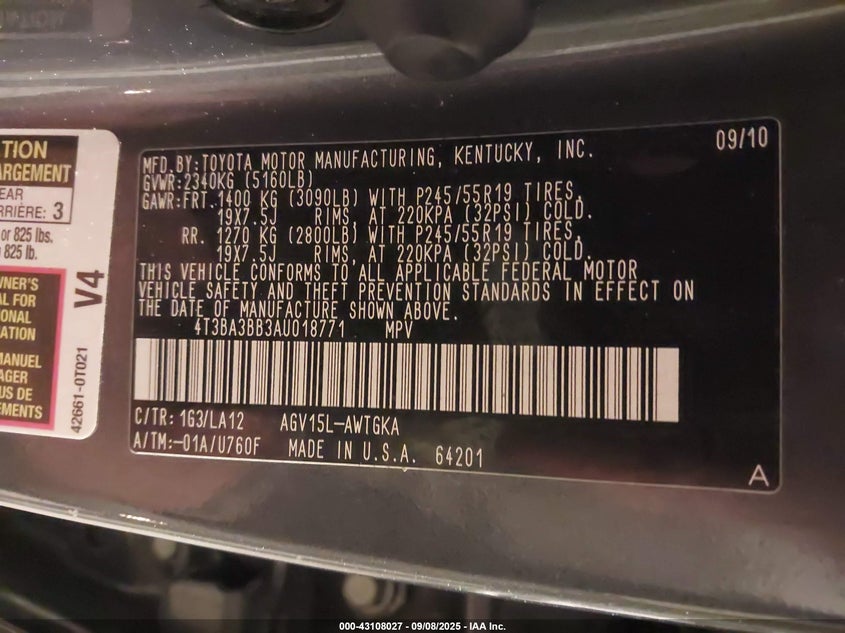 TION
ARGEMENT
EAR
ARRIÈRE: 3
or 825 lbs.
825 lb.
WNER'S
AL FOR
IONAL
ATION
MANUEL
AGER
US DE
EMENTS
V4
42661-0T021
09/10
MFD.BY:TOYOTA MOTOR MANUFACTURING, KENTUCKY, INC.
GVWR:2340KG (5160LB)
GAWR:FRT.1400 KG (3090LB) WITH P245/55R19 TIRES,
19X7.5J RIMS, AT 220KPA (32PSI) COLD.
RR. 1270 KG (2800LB) WITH P245/55R19 TIRES,
19X7.5J RIMS, AT 220KPA (32PSI) COLD.
THIS VEHICLE CONFORMS TO ALL APPLICABLE FEDERAL MOTOR
VEHICLE SAFETY AND THEFT PREVENTION STANDARDS IN EFFECT ON
THE DATE OF MANUFACTURE SHOWN ABOVE.
4T3BA3BB3AU018771 MPV
C/TR: 1G3/LA12 AGV15L-AWTGKA
A/TM:-01A/U760F MADE IN U.S.A. 64201
A
000-43108027 - 09/08/2025 - IAA Inc.